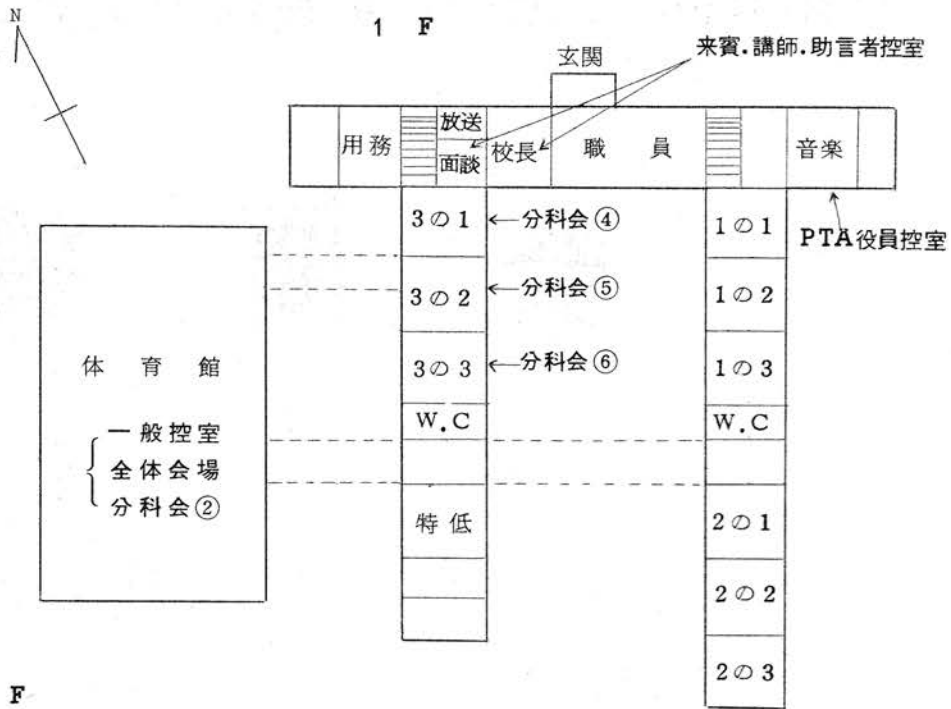 N
1 F
来賓.講師.助言者控室
玄関
用務
放送
面談
校長
職 員
音楽
PTA役員控室
3の1
←分科会④
3の2
←分科会⑤
3の3
←分科会⑥
W.C
特低
1の1
1の2
1の3
W.C
2の1
2の2
2の3
体 育 館
一般控室
全体会場
分科会②
F